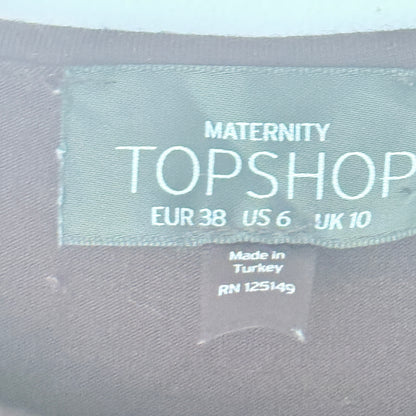 MATERNITY
TOPSHOP
EUR 38 US 6 UK 10
Made in
Turkey
RN 125149